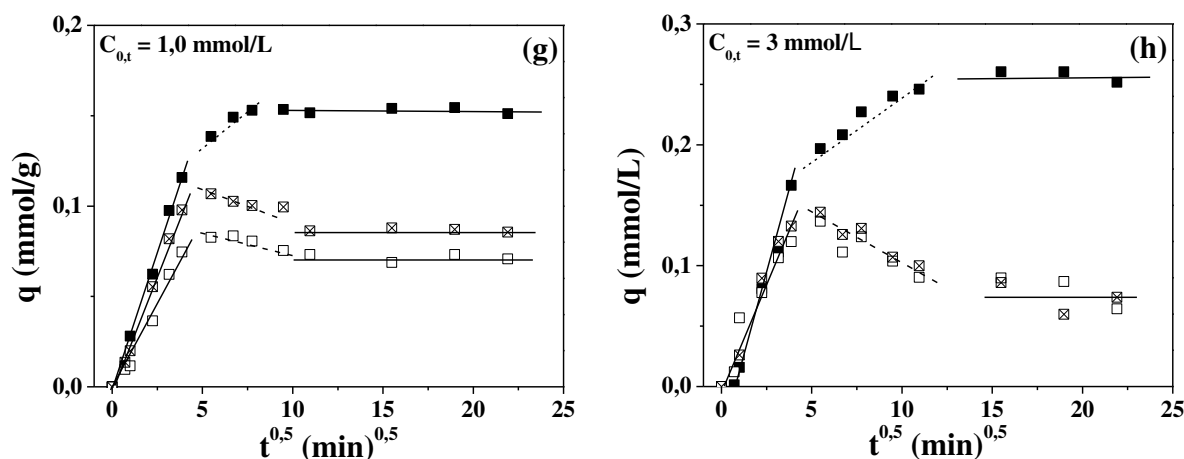 0,2
C0,t = 1,0 mmol/L
(g)
q (mmol/g)
0,1
0,0
0 5 10 15 20 25
t^0,5 (min)^0,5
0,3
C0,t = 3 mmol/L
(h)
q (mmol/L)
0,2
0,1
0,0
0 5 10 15 20 25
t^0,5 (min)^0,5